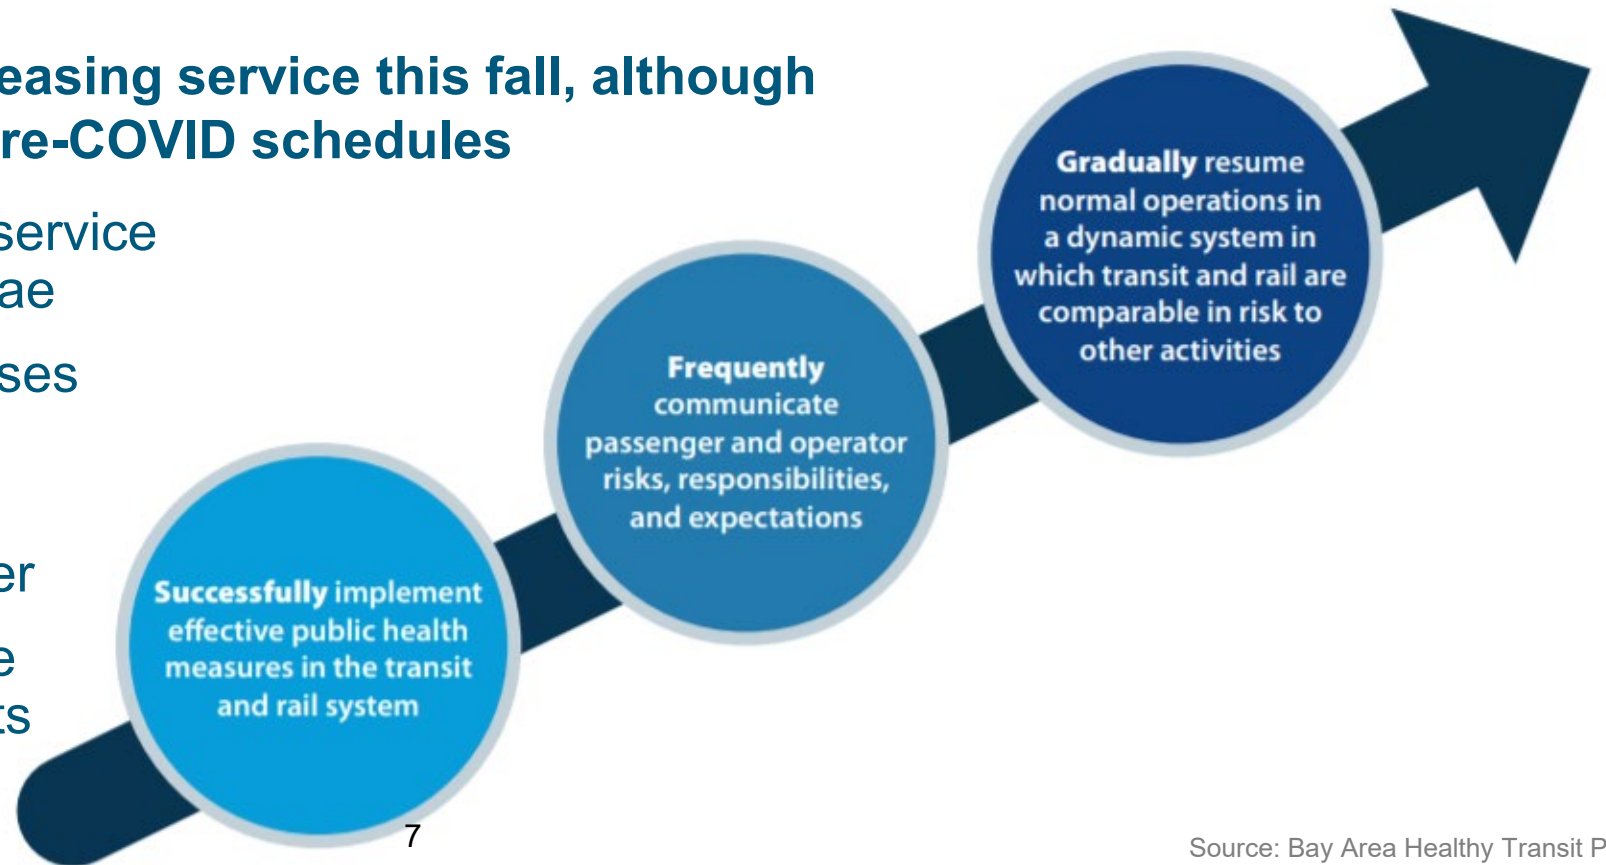 easing service this fall, although
re-COVID schedules
service
ae
ses
er
e
ts
Successfully implement
effective public health
measures in the transit
and rail system
Frequently
communicate
passenger and operator
risks, responsibilities,
and expectations
Gradually resume
normal operations in
a dynamic system in
which transit and rail are
comparable in risk to
other activities
7
Source: Bay Area Healthy Transit P